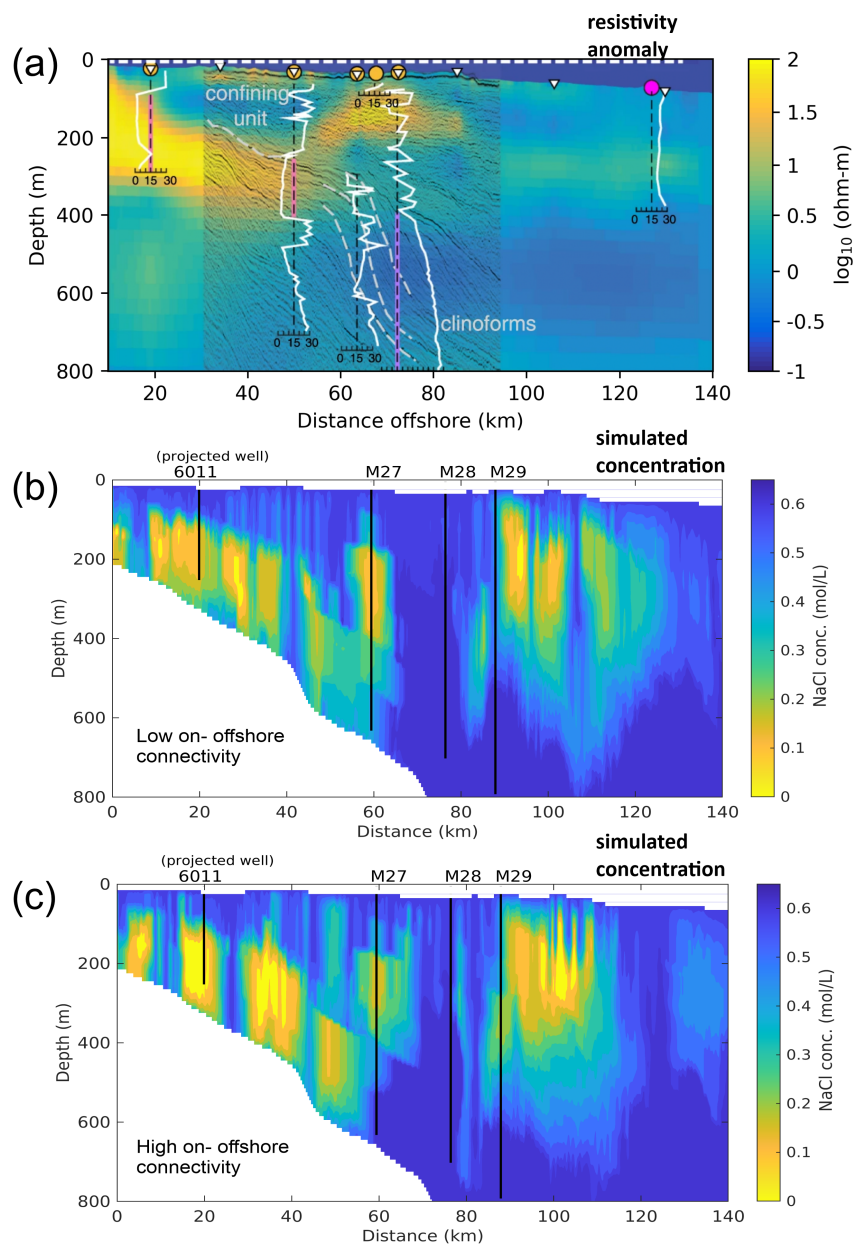 resistivity
anomaly
(a)
0
200
400
600
800
Depth (m)
confining
unit
clinoforms
0 15 30
0 15 30
0 15 30
0 15 30
0 15 30
20 40 60 80 100 120 140
Distance offshore (km)
2
1.5
1
0.5
0
-0.5
-1
log10 (ohm-m)
simulated
concentration
(b)
(projected well)
6011 M27 M28 M29
0
200
400
600
800
Depth (m)
Low on- offshore
connectivity
0 20 40 60 80 100 120 140
Distance (km)
0.6
0.5
0.4
0.3
0.2
0.1
0
NaCl conc. (mol/L)
simulated
concentration
(c)
(projected well)
6011 M27 M28 M29
0
200
400
600
800
Depth (m)
High on- offshore
connectivity
0 20 40 60 80 100 120 140
Distance (km)
0.6
0.5
0.4
0.3
0.2
0.1
0
NaCl conc. (mol/L)